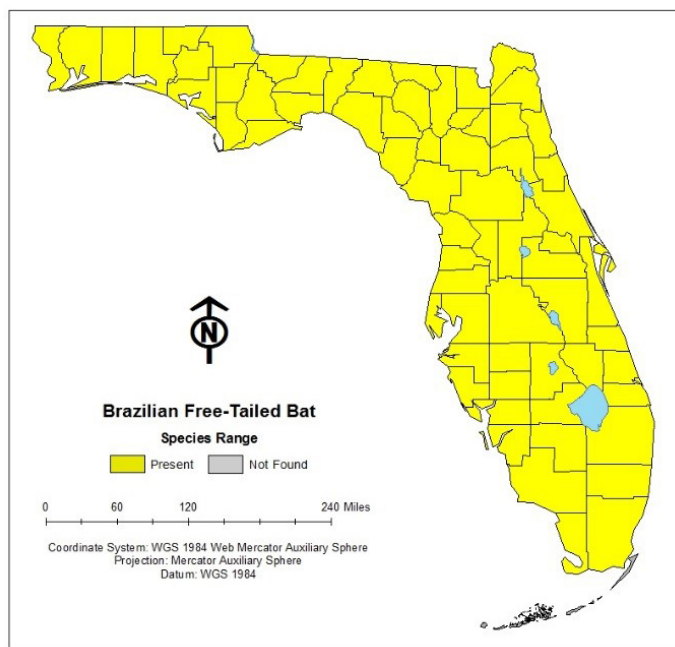 N
Brazilian Free-Tailed Bat
Species Range
Present Not Found
0 60 120 240 Miles
Coordinate System: WGS 1984 Web Mercator Auxiliary Sphere
Projection: Mercator Auxiliary Sphere
Datum: WGS 1984